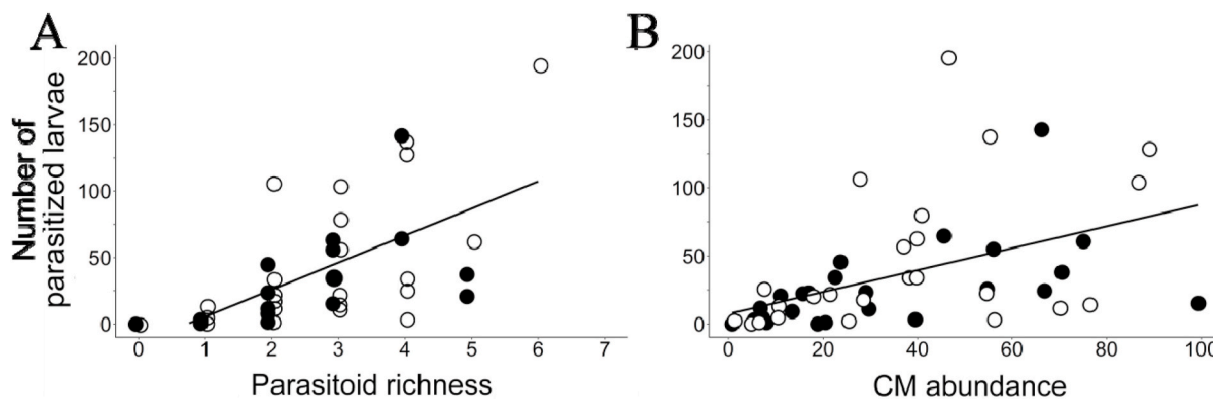 A
B
Number of
parasitized larvae
200
150
100
50
0
0 1 2 3 4 5 6 7
Parasitoid richness
200
150
100
50
0
0 20 40 60 80 100
CM abundance